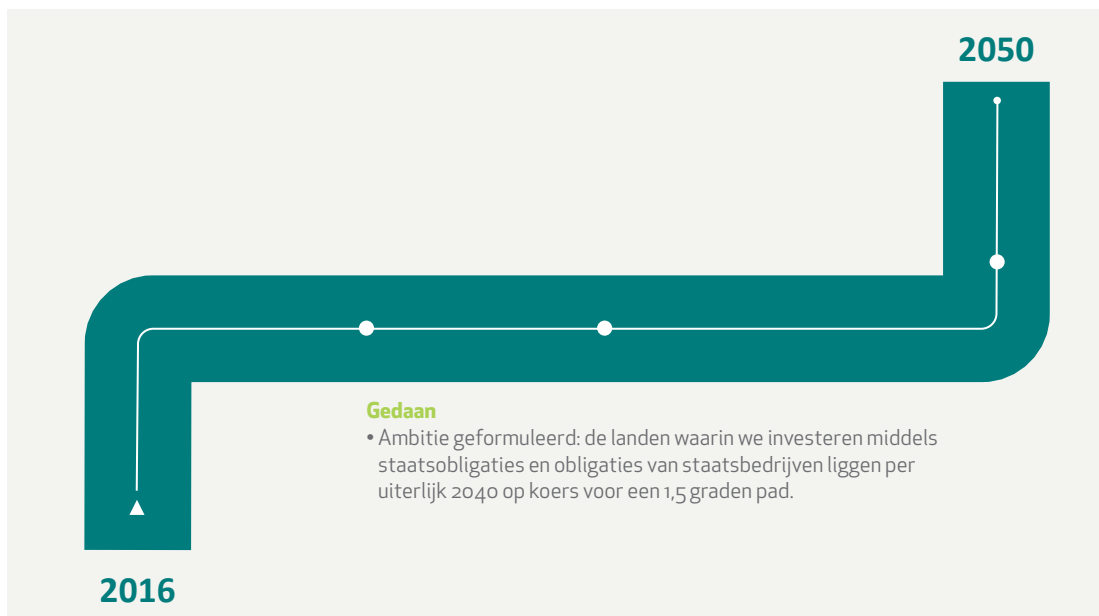 2050
Gedaan
• Ambitie geformuleerd: de landen waarin we investeren middels
staatsobligaties en obligaties van staatsbedrijven liggen per
uiterlijk 2040 op koers voor een 1,5 graden pad.
2016